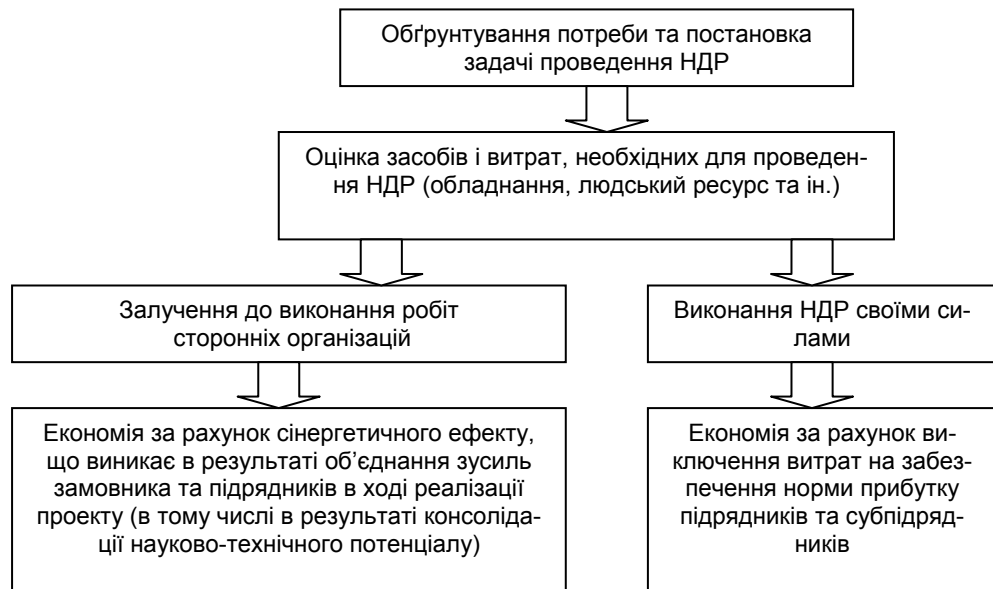 Обґрунтування потреби та постановка
задачі проведення НДР
Оцінка засобів і витрат, необхідних для проведен-
ня НДР (обладнання, людський ресурс та ін.)
Залучення до виконання робіт
сторонніх організацій
Виконання НДР своїми си-
лами
Економія за рахунок сінергетичного ефекту,
що виникає в результаті об’єднання зусиль
замовника та підрядників в ході реалізації
проекту (в тому числі в результаті консоліда-
ції науково-технічного потенціалу)
Економія за рахунок ви-
ключення витрат на забез-
печення норми прибутку
підрядників та субпідряд-
ників